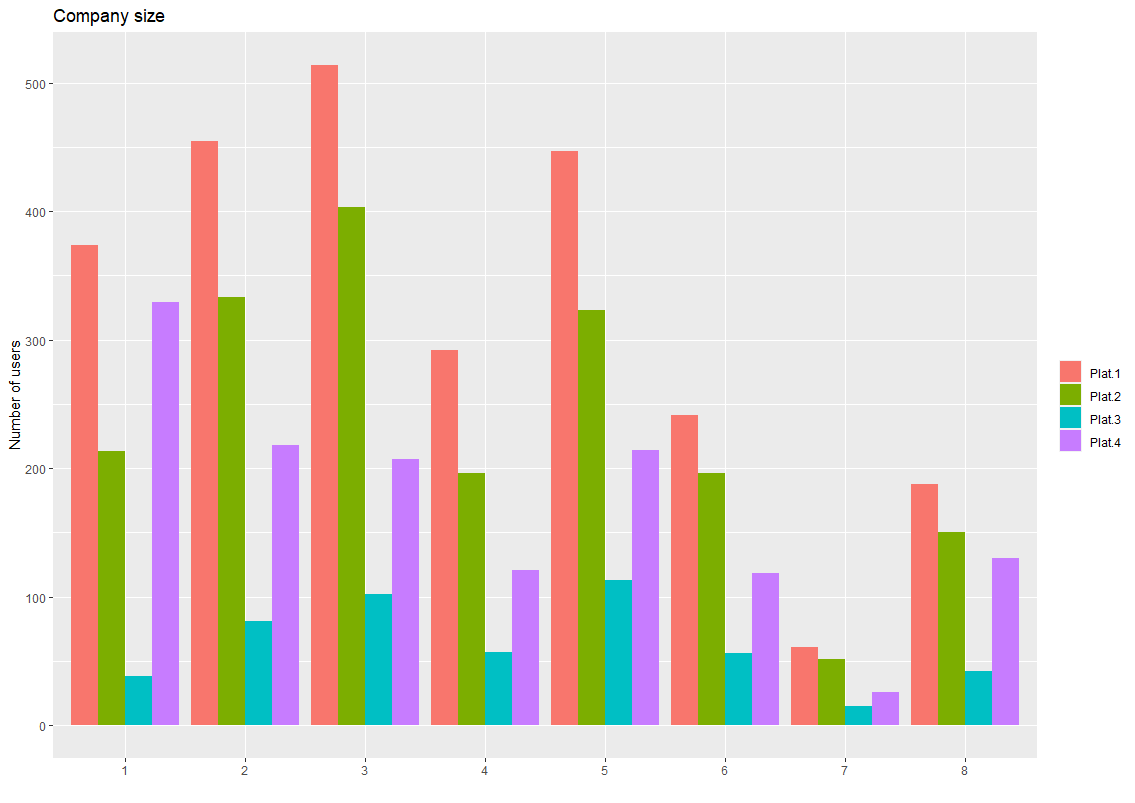 Company size
Number of users
500
400
300
200
100
0
1 2 3 4 5 6 7 8
Plat.1
Plat.2
Plat.3
Plat.4